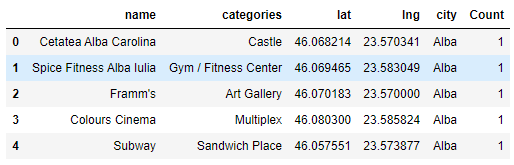 name categories lat lng city Count
0 Cetatea Alba Carolina Castle 46.068214 23.570341 Alba 1
1 Spice Fitness Alba Iulia Gym / Fitness Center 46.069465 23.583049 Alba 1
2 Framm's Art Gallery 46.070183 23.570000 Alba 1
3 Colours Cinema Multiplex 46.080300 23.585824 Alba 1
4 Subway Sandwich Place 46.057551 23.573877 Alba 1